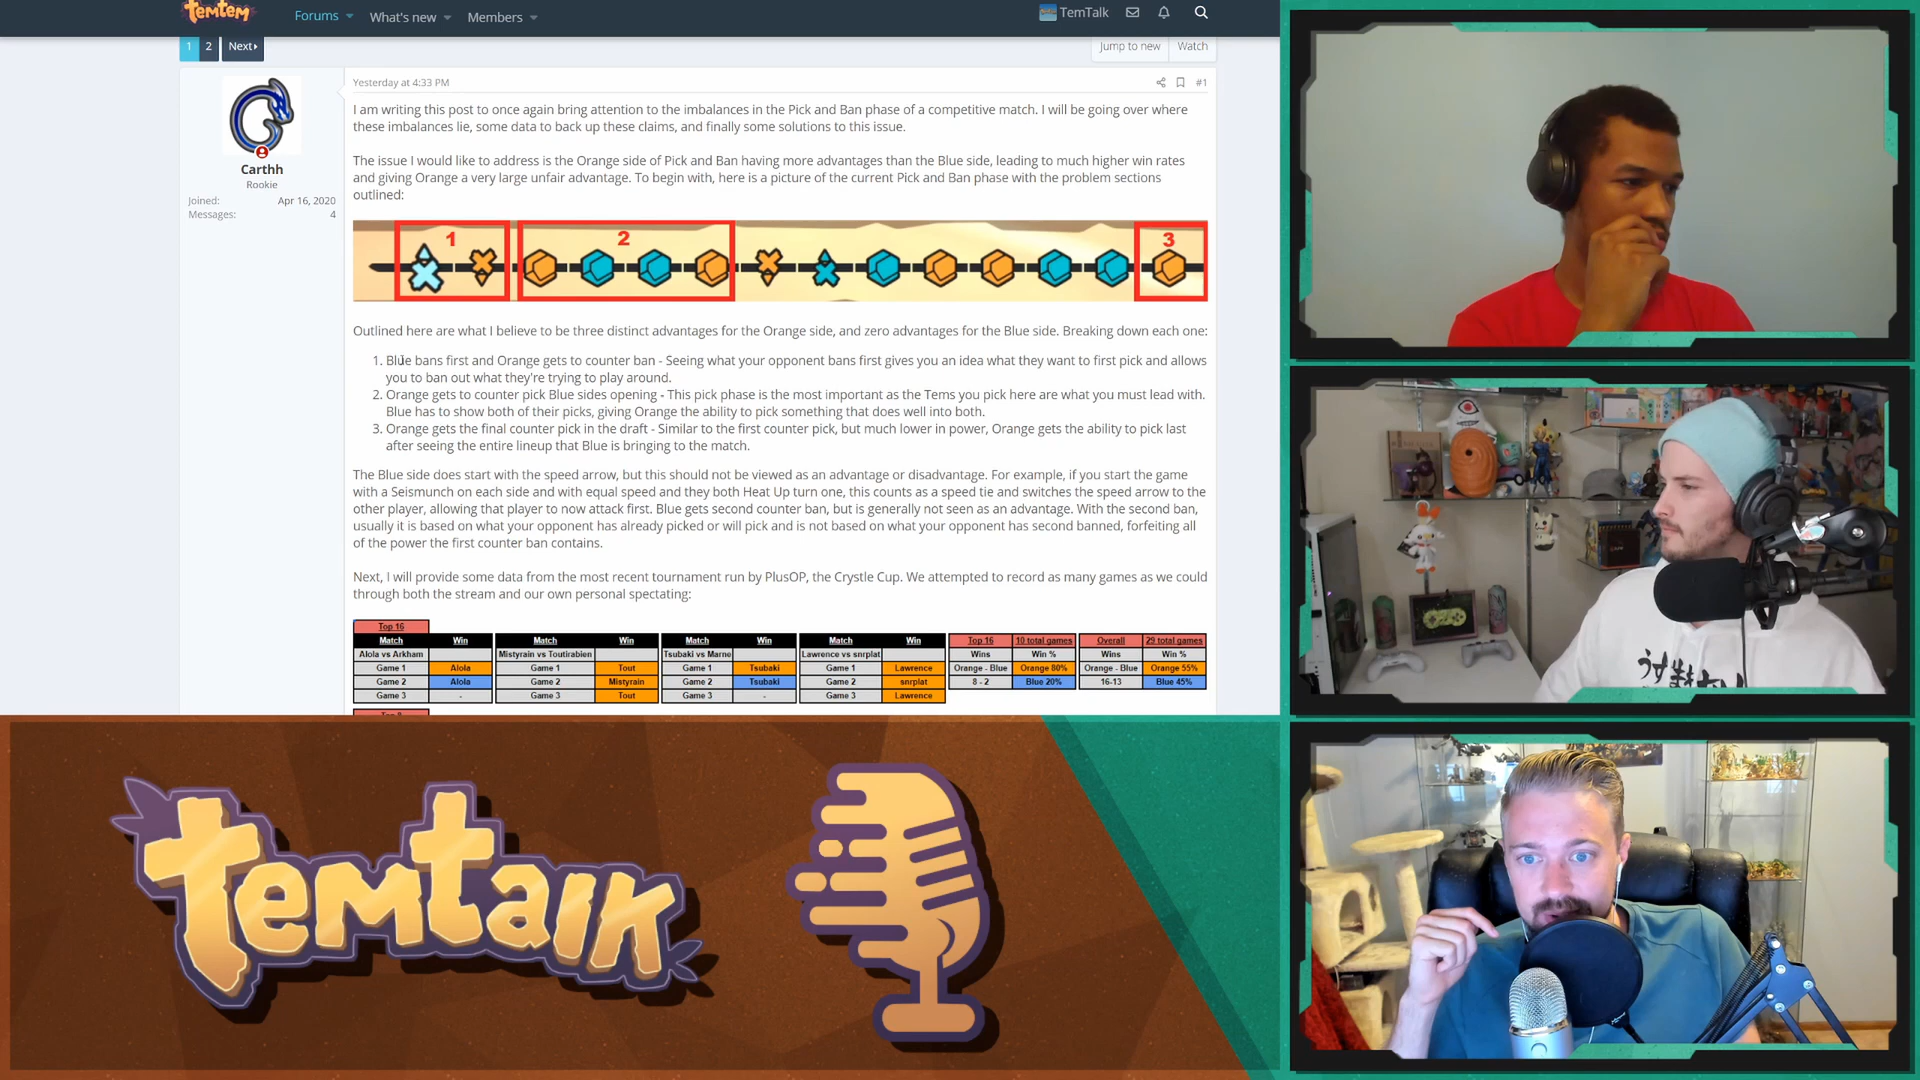 temtem
Forums
What's new
Members
TemTalk
1
2
Next
Jump to new
Watch
Carthh
Rookie
Joined: Apr 16, 2020
Messages: 4
Yesterday at 4:33 PM
#1
I am writing this post to once again bring attention to the imbalances in the Pick and Ban phase of a competitive match. I will be going over where
these imbalances lie, some data to back up these claims, and finally some solutions to this issue.
The issue I would like to address is the Orange side of Pick and Ban having more advantages than the Blue side, leading to much higher win rates
and giving Orange a very large unfair advantage. To begin with, here is a picture of the current Pick and Ban phase with the problem sections
outlined:
1
2
3
Outlined here are what I believe to be three distinct advantages for the Orange side, and zero advantages for the Blue side. Breaking down each one:
1. Blue bans first and Orange gets to counter ban - Seeing what your opponent bans first gives you an idea what they want to first pick and allows
you to ban out what they're trying to play around.
2. Orange gets to counter pick Blue sides opening - This pick phase is the most important as the Tems you pick here are what you must lead with.
Blue has to show both of their picks, giving Orange the ability to pick something that does well into both.
3. Orange gets the final counter pick in the draft - Similar to the first counter pick, but much lower in power, Orange gets the ability to pick last
after seeing the entire lineup that Blue is bringing to the match.
The Blue side does start with the speed arrow, but this should not be viewed as an advantage or disadvantage. For example, if you start the game
with a Seismunch on each side and with equal speed and they both Heat Up turn one, this counts as a speed tie and switches the speed arrow to the
other player, allowing that player to now attack first. Blue gets second counter ban, but is generally not seen as an advantage. With the second ban,
usually it is based on what your opponent has already picked or will pick and is not based on what your opponent has second banned, forfeiting all
of the power the first counter ban contains.
Next, I will provide some data from the most recent tournament run by PlusOP, the Crystle Cup. We attempted to record as many games as we could
through both the stream and our own personal spectating:
Top 16
Match Win Match Win Match Win Match Win Top 16 10 total games Overall 29 total games
Alola vs Arkham Mistyrain vs Toutirabien Tsubaki vs Marne Lawrence vs snrplat Wins Win % Wins Win %
Game 1 Alola Game 1 Tout Game 1 Tsubaki Game 1 Lawrence Orange - Blue Orange 80% Orange - Blue Orange 55%
Game 2 Alola Game 2 Mistyrain Game 2 Tsubaki Game 2 snrplat 8 - 2 Blue 20% 16-13 Blue 45%
Game 3 - Game 3 Tout Game 3 - Game 3 Lawrence
temtalk